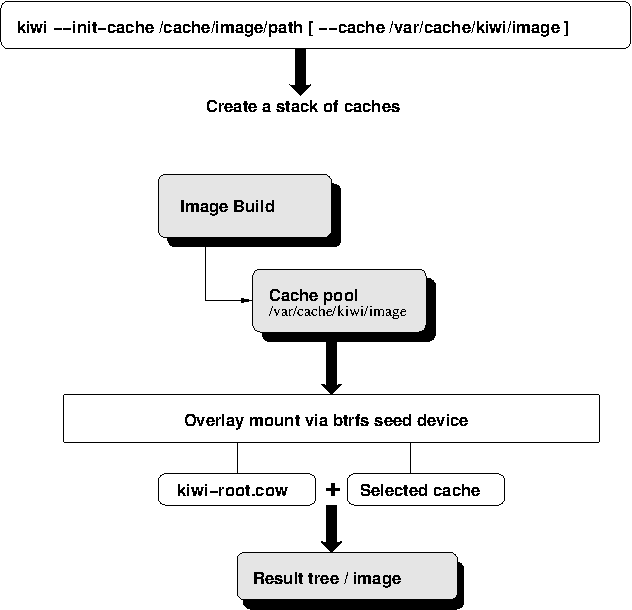 kiwi --init-cache /cache/image/path [ --cache /var/cache/kiwi/image ]
Create a stack of caches
Image Build
Cache pool
/var/cache/kiwi/image
Overlay mount via btrfs seed device
kiwi-root.cow + Selected cache
Result tree / image